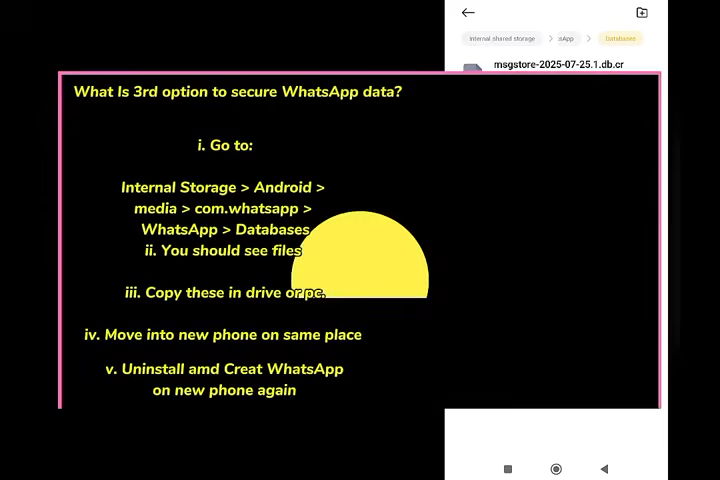 Internal shared storage > sApp > Databases
msgstore-2025-07-25.1.db.cr
What Is 3rd option to secure WhatsApp data?
i. Go to:
Internal Storage > Android >
media > com.whatsapp >
WhatsApp > Databases
ii. You should see files
iii. Copy these in drive or pc.
iv. Move into new phone on same place
v. Uninstall amd Creat WhatsApp
on new phone again